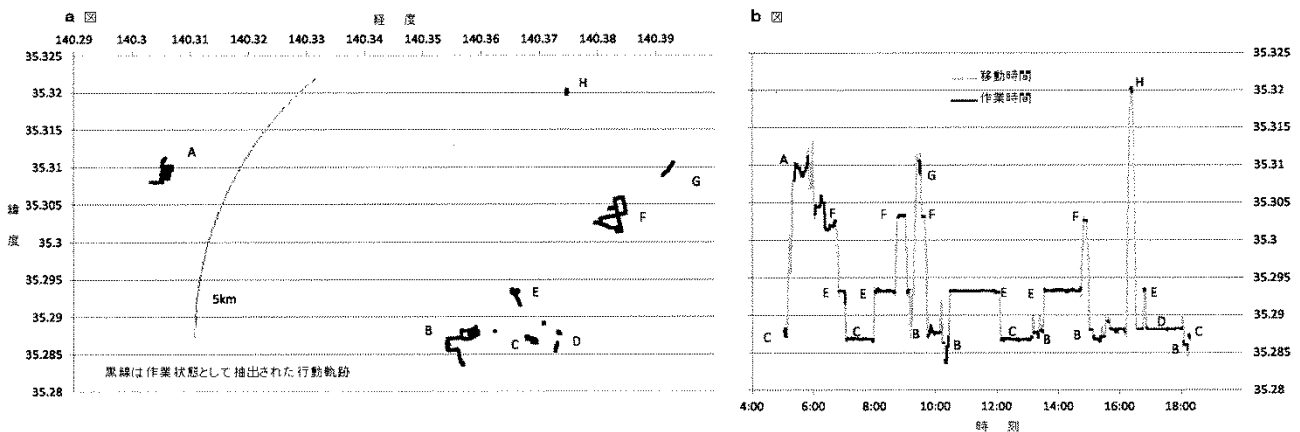 a 図
経 度
140.29 140.3 140.31 140.32 140.33 140.35 140.36 140.37 140.38 140.39
35.325
35.32
35.315
35.31
35.305
35.3
35.295
35.29
35.285
35.28
緯
度
H
A
G
F
5km
E
B
C
D
黒線は作業状態として抽出された行動軌跡
b 図
移動時間
作業時間
35.325
35.32
35.315
35.31
35.305
35.3
35.295
35.29
35.285
35.28
H
A
G
F
F
F
F
E
E
E
E
E
D
C
C
B
B
C
B
B
B
C
4:00 6:00 8:00 10:00 12:00 14:00 16:00 18:00
時 刻